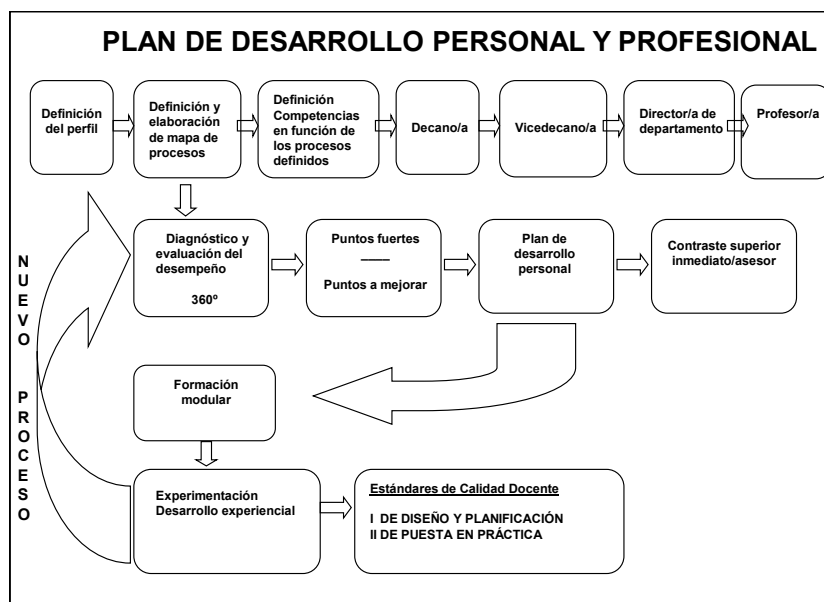 PLAN DE DESARROLLO PERSONAL Y PROFESIONAL
Definición
del perfil
Definición y
elaboración
de mapa de
procesos
Definición
Competencias
en función de
los procesos
definidos
Decano/a
Vicedecano/a
Director/a de
departamento
Profesor/a
Diagnóstico y
evaluación del
desempeño
360º
Puntos fuertes
Puntos a mejorar
Plan de
desarrollo
personal
Contraste superior
inmediato/asesor
NUEVO PROCESO
Formación
modular
Experimentación
Desarrollo experiencial
Estándares de Calidad Docente
I DE DISEÑO Y PLANIFICACIÓN
II DE PUESTA EN PRÁCTICA